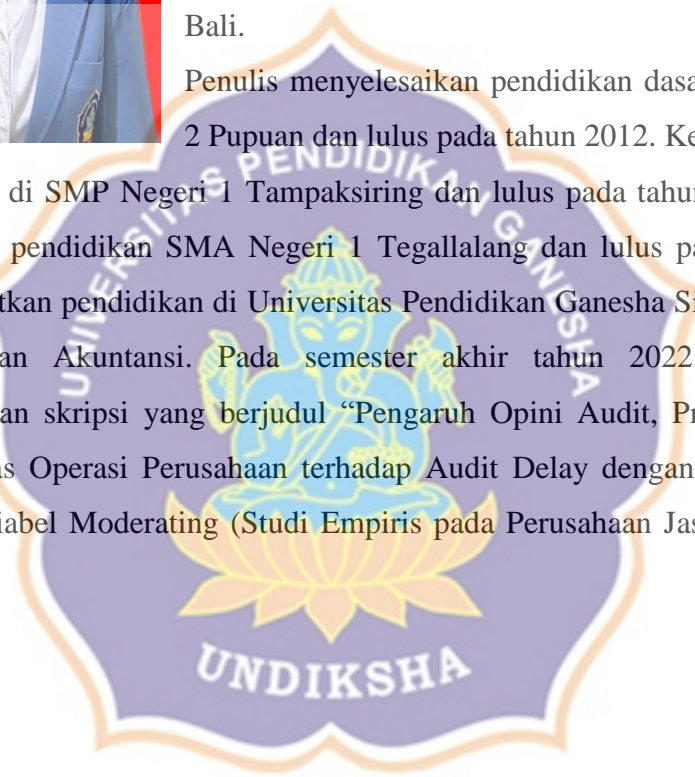 Bali.
Penulis menyelesaikan pendidikan dasa
2 Pupuan dan lulus pada tahun 2012. Ke
di SMP Negeri 1 Tampaksiring dan lulus pada tahu
pendidikan SMA Negeri 1 Tegallalang dan lulus pa
tkan pendidikan di Universitas Pendidikan Ganesha Si
an Akuntansi. Pada semester akhir tahun 2022
an skripsi yang berjudul “Pengaruh Opini Audit, Pr
as Operasi Perusahaan terhadap Audit Delay dengan
iabel Moderating (Studi Empiris pada Perusahaan Jas
UNIVERSITAS PENDIDIKAN GANESHA
UNDIKSHA